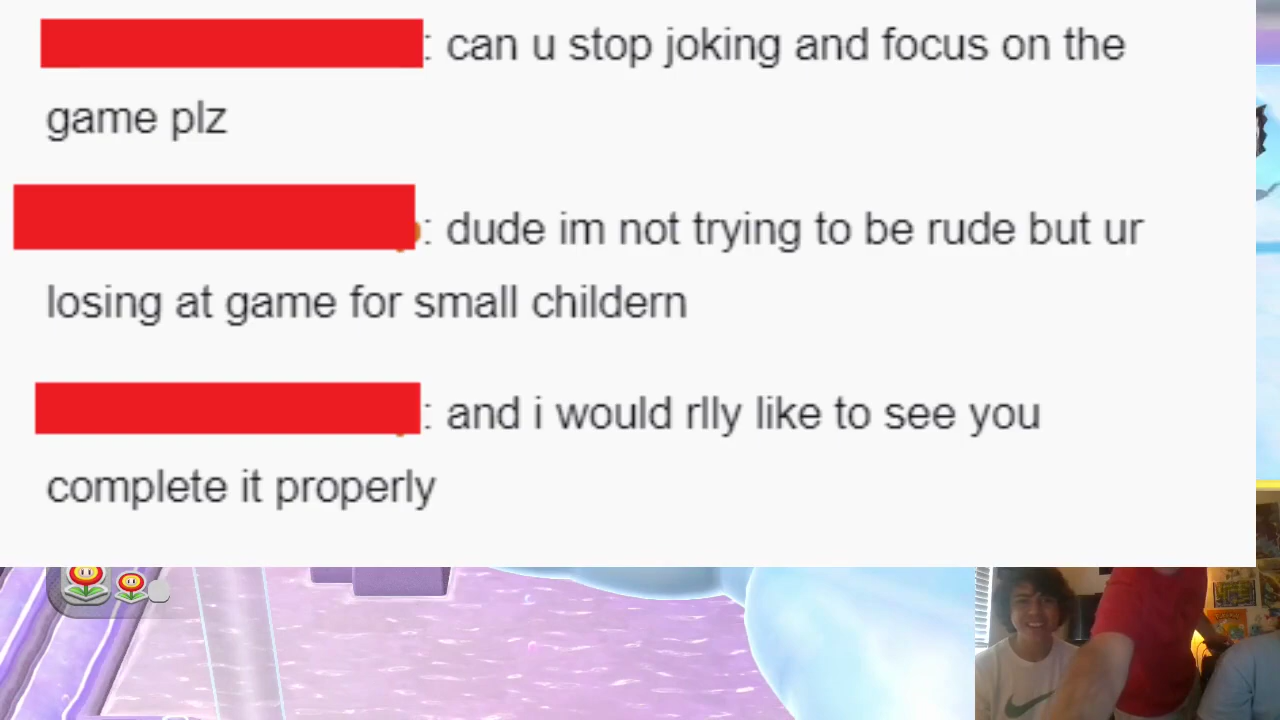 : can u stop joking and focus on the
game plz
: dude im not trying to be rude but ur
losing at game for small childern
: and i would rlly like to see you
complete it properly